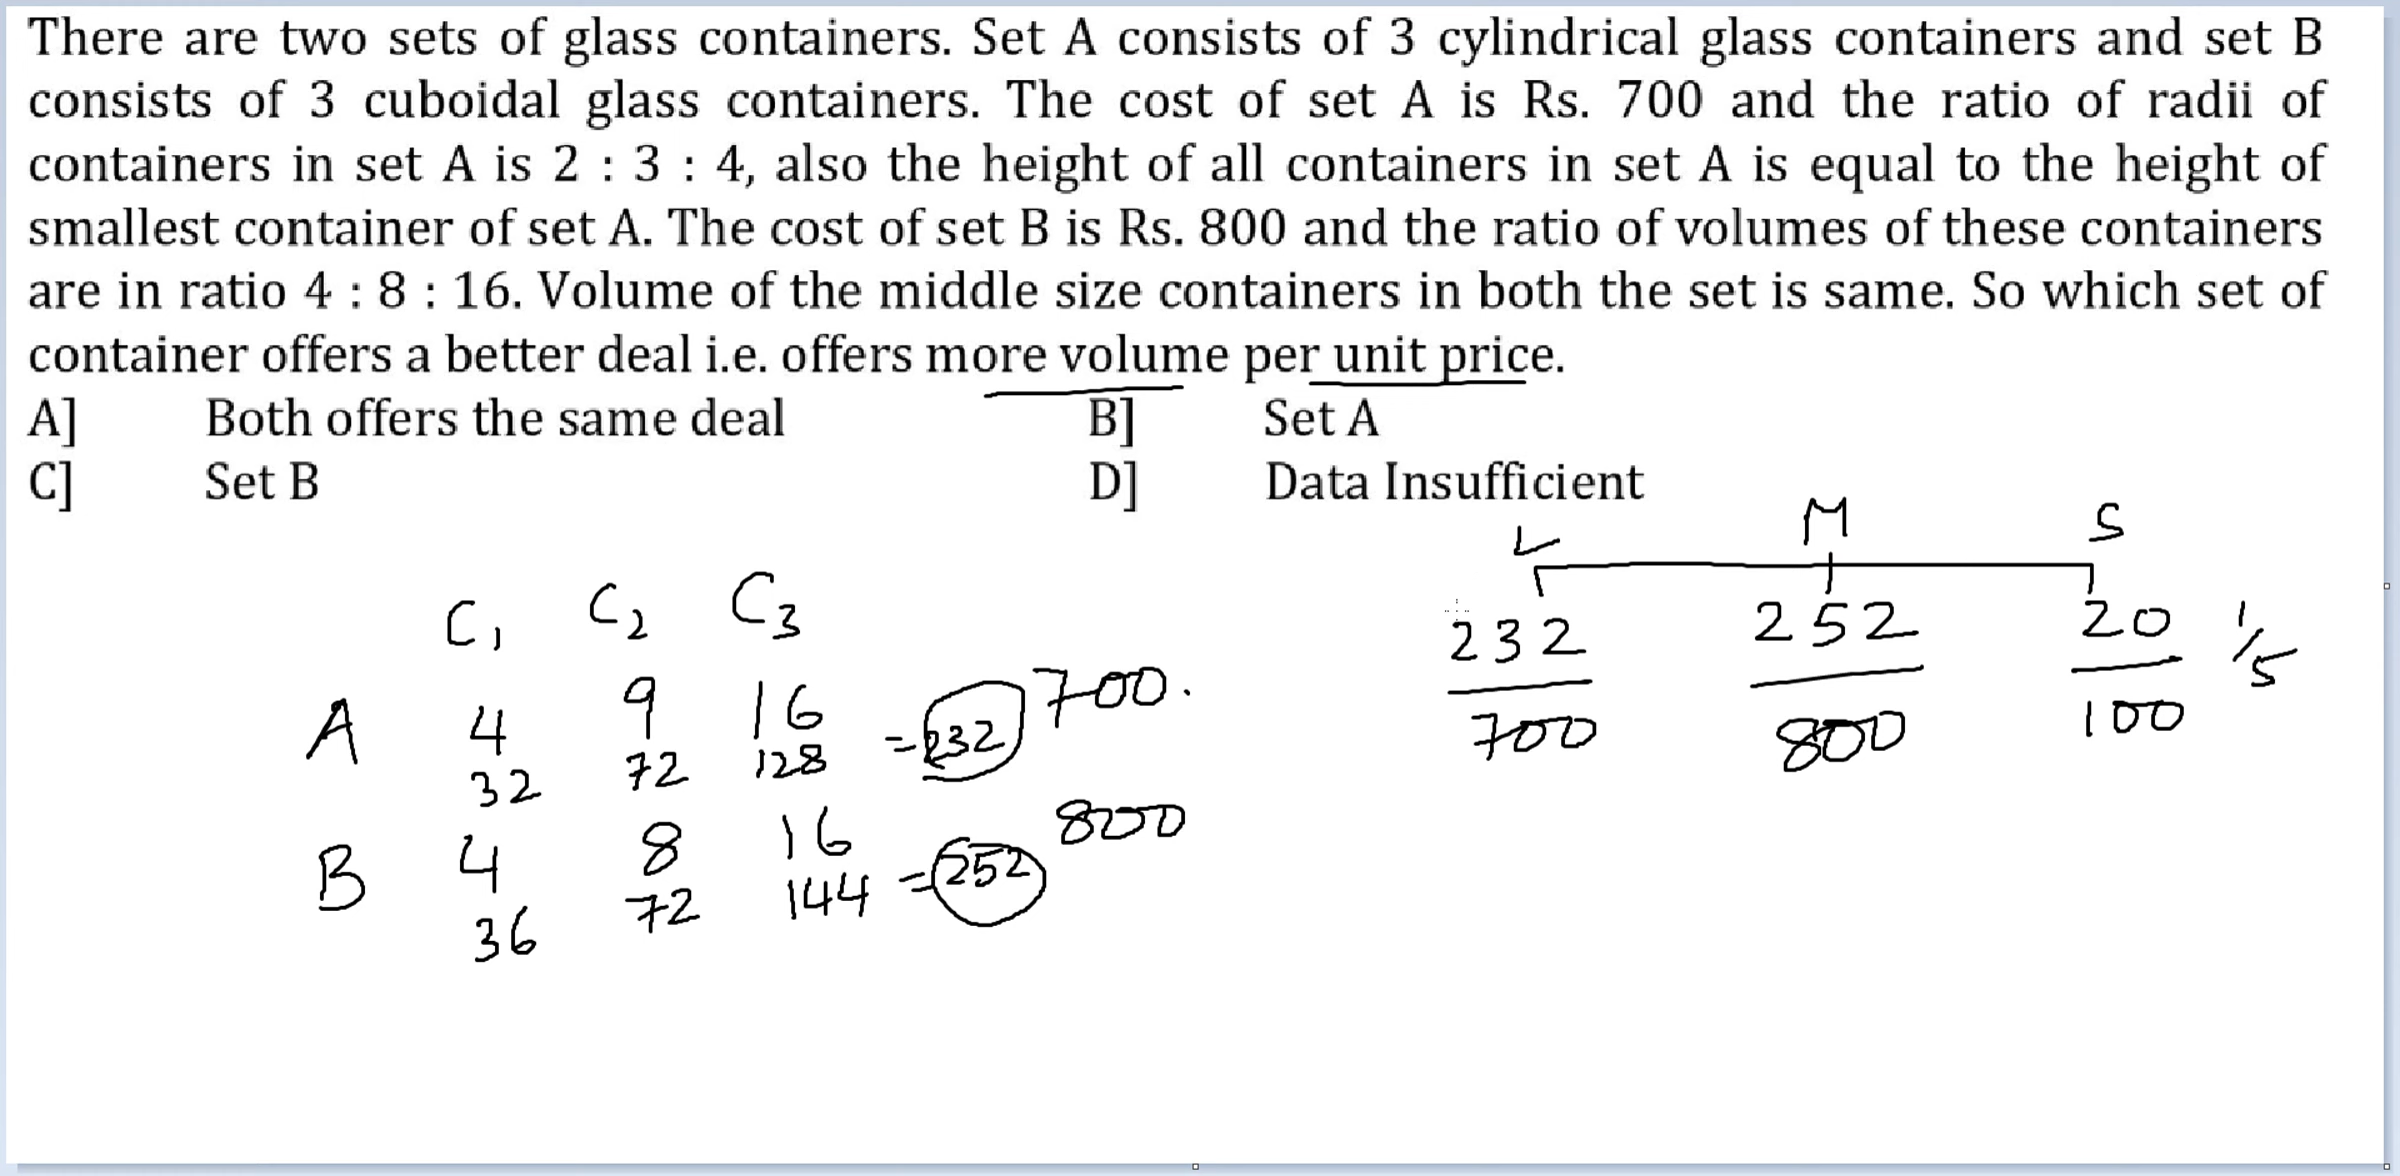 There are two sets of glass containers. Set A consists of 3 cylindrical glass containers and set B
consists of 3 cuboidal glass containers. The cost of set A is Rs. 700 and the ratio of radii of
containers in set A is 2 : 3 : 4, also the height of all containers in set A is equal to the height of
smallest container of set A. The cost of set B is Rs. 800 and the ratio of volumes of these containers
are in ratio 4 : 8 : 16. Volume of the middle size containers in both the set is same. So which set of
container offers a better deal i.e. offers more volume per unit price.
A] Both offers the same deal B] Set A
C] Set B D] Data Insufficient
L M S
C1 C2 C3
232 252 20 1/5
700 800 100
A 4 9 16 = 232 700.
32 72 128
B 4 8 16 = 252 800
36 72 144